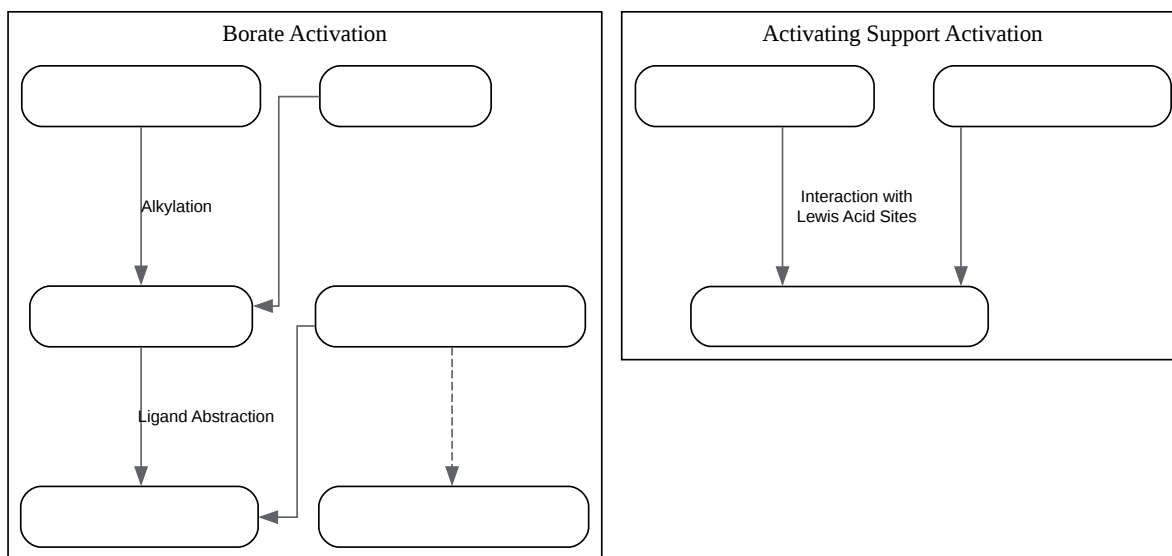 Borate Activation
Activating Support Activation
Alkylation
Interaction with
Lewis Acid Sites
Ligand Abstraction